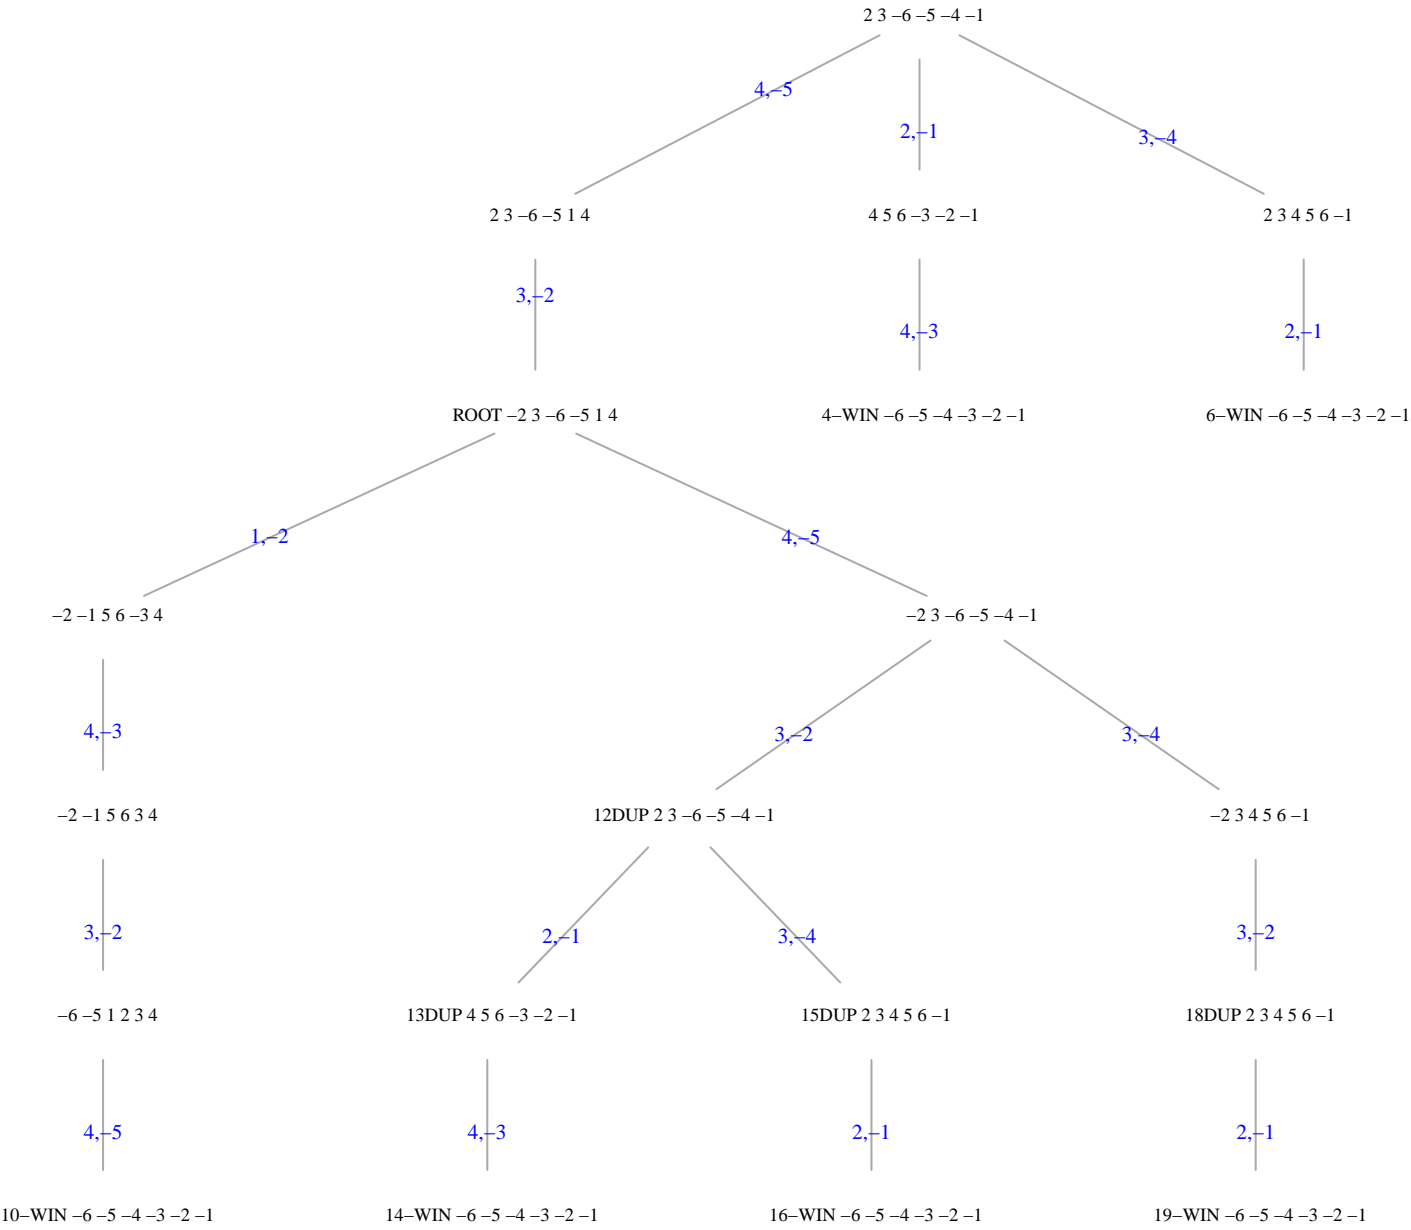 2 3 –6 –5 –4 –1
4,–5
2,–1
3,–4
2 3 –6 –5 1 4
4 5 6 –3 –2 –1
2 3 4 5 6 –1
3,–2
4,–3
2,–1
ROOT –2 3 –6 –5 1 4
4–WIN –6 –5 –4 –3 –2 –1
6–WIN –6 –5 –4 –3 –2 –1
1,–2
4,–5
–2 –1 5 6 –3 4
–2 3 –6 –5 –4 –1
4,–3
3,–2
3,–4
–2 –1 5 6 3 4
12DUP 2 3 –6 –5 –4 –1
–2 3 4 5 6 –1
3,–2
2,–1
3,–4
3,–2
–6 –5 1 2 3 4
13DUP 4 5 6 –3 –2 –1
15DUP 2 3 4 5 6 –1
18DUP 2 3 4 5 6 –1
4,–5
4,–3
2,–1
2,–1
10–WIN –6 –5 –4 –3 –2 –1
14–WIN –6 –5 –4 –3 –2 –1
16–WIN –6 –5 –4 –3 –2 –1
19–WIN –6 –5 –4 –3 –2 –1